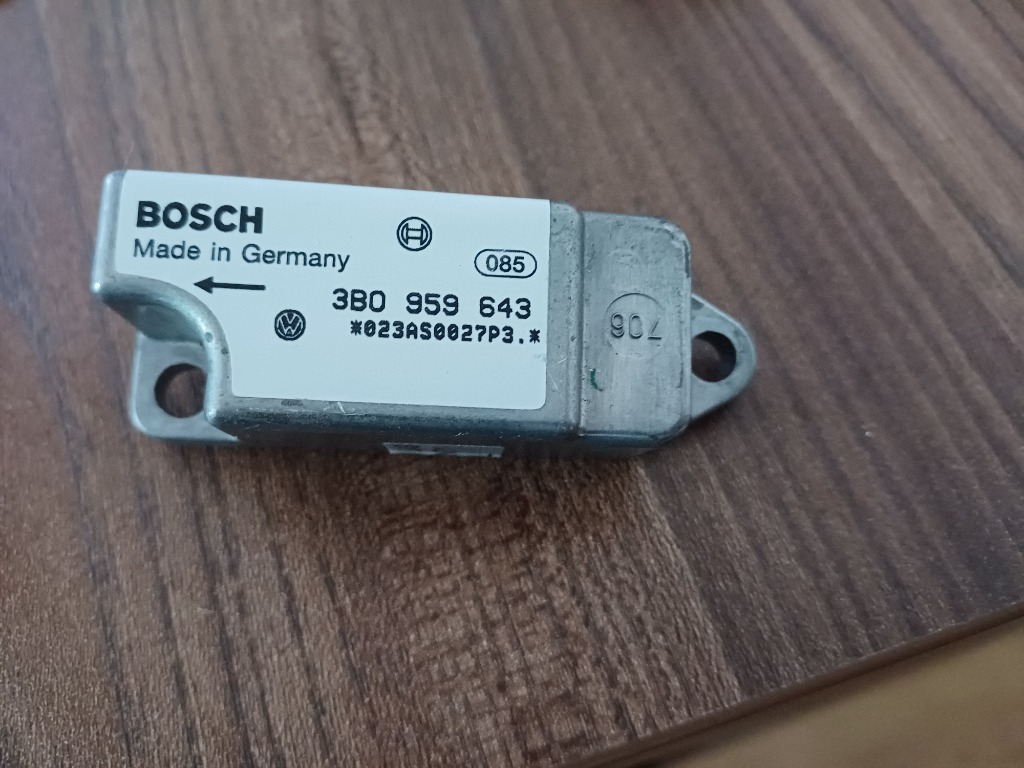 BOSCH
Made in Germany
085
3B0 959 643
*023AS0027P3.*
706